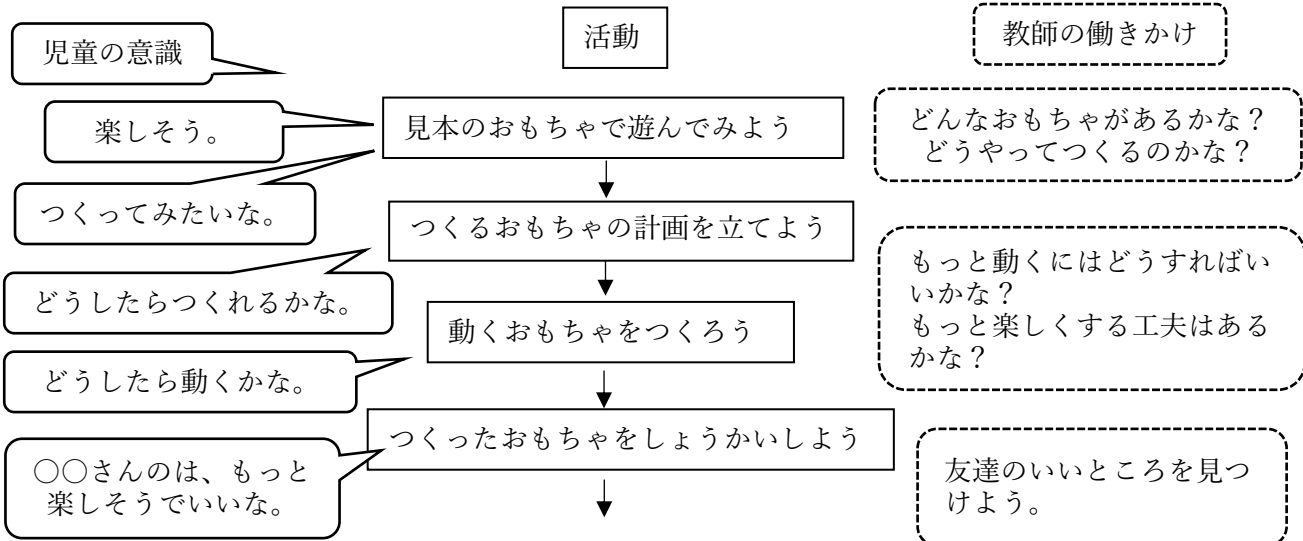 児童の意識
活動
教師の働きかけ
楽しそう。
見本のおもちゃで遊んでみよう
どんなおもちゃがあるかな？
どうやってつくるのかな？
つくってみたいな。
つくるおもちゃの計画を立てよう
どうしたらつくれるかな。
動くおもちゃをつくろう
もっと動くにはどうすればい
いかな？
もっと楽しくする工夫はある
かな？
どうしたら動くかな。
つくったおもちゃをしょうかいしよう
〇〇さんのは、もっと
楽しそうでいいな。
友達のいいところを見つ
けよう。